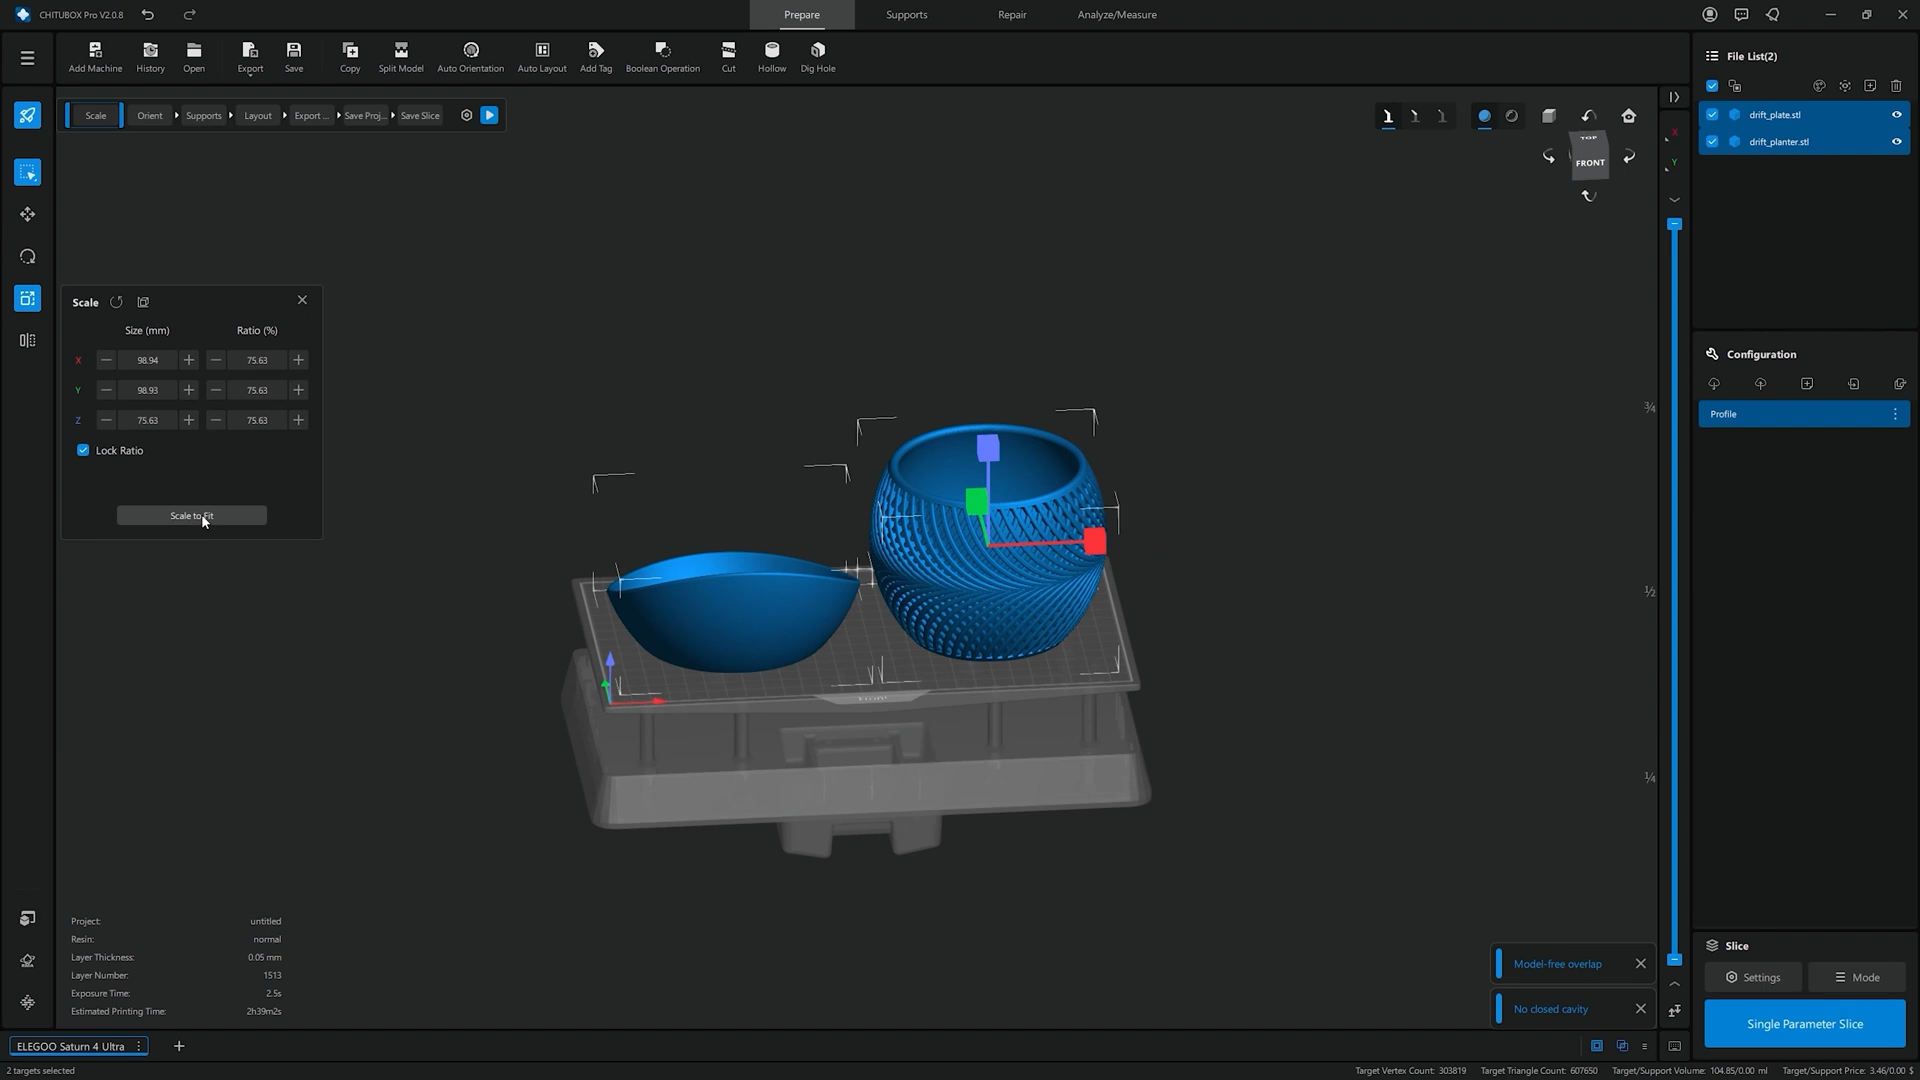 CHITUBOX Pro V2.0.8
Prepare
Supports
Repair
Analyze/Measure
Add Machine
History
Open
Export
Save
Copy
Split Model
Auto Orientation
Auto Layout
Add Tag
Boolean Operation
Cut
Hollow
Dig Hole
File List(2)
Scale
Orient
Supports
Layout
Export ...
Save Proj...
Save Slice
drift_plate.stl
drift_planter.stl
TOP
FRONT
X
Y
Scale
Size (mm)
Ratio (%)
X 98.94 75.63
Y 98.93 75.63
Z 75.63 75.63
Lock Ratio
Scale to Fit
Configuration
Profile
3/4
1/2
1/4
Front
Project: untitled
Resin: normal
Layer Thickness: 0.05 mm
Layer Number: 1513
Exposure Time: 2.5s
Estimated Printing Time: 2h39m2s
Model-free overlap
No closed cavity
Slice
Settings
Mode
Single Parameter Slice
ELEGOO Saturn 4 Ultra
2 targets selected
Target Vertex Count: 303819
Target Triangle Count: 607650
Target/Support Volume: 104.85/0.00 ml
Target/Support Price: 3.46/0.00 $